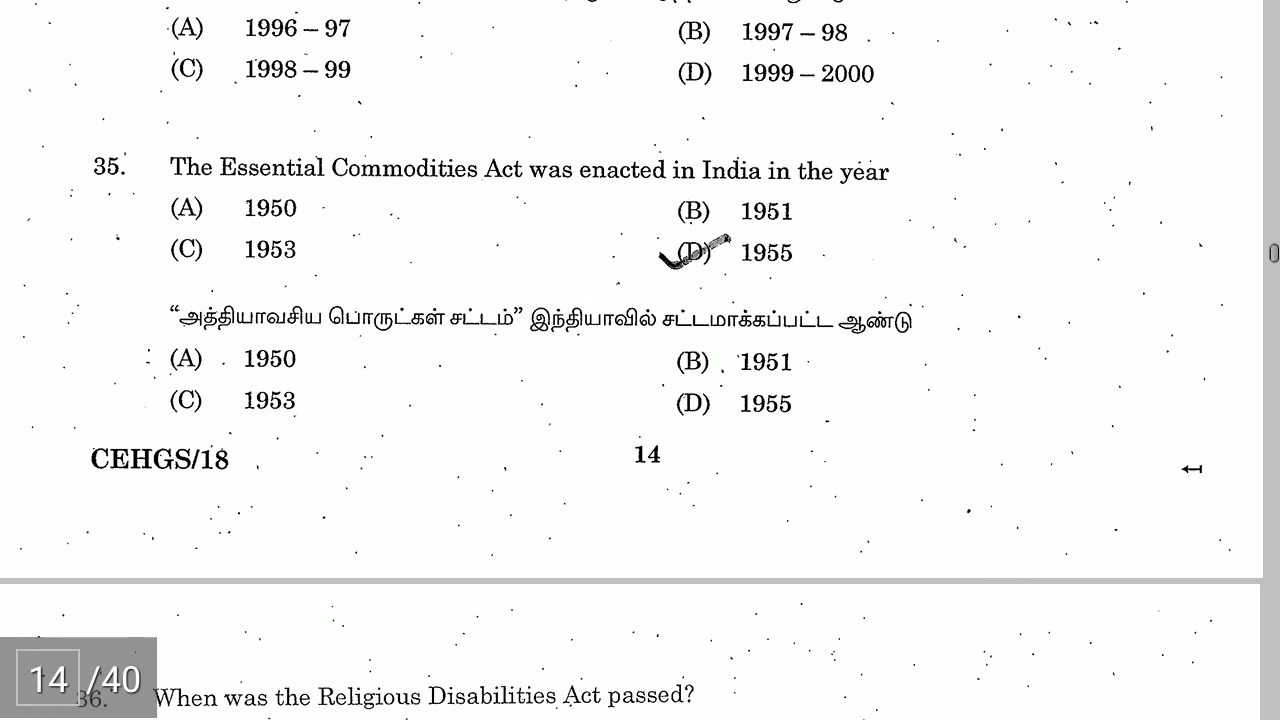 (A) 1996 – 97 (B) 1997 – 98
(C) 1998 – 99 (D) 1999 – 2000
35. The Essential Commodities Act was enacted in India in the year
(A) 1950 (B) 1951
(C) 1953 (D) 1955
“அத்தியாவசிய பொருட்கள் சட்டம்” இந்தியாவில் சட்டமாக்கப்பட்ட ஆண்டு
(A) 1950 (B) 1951
(C) 1953 (D) 1955
CEHGS/18 14
14 /40
36. When was the Religious Disabilities Act passed?